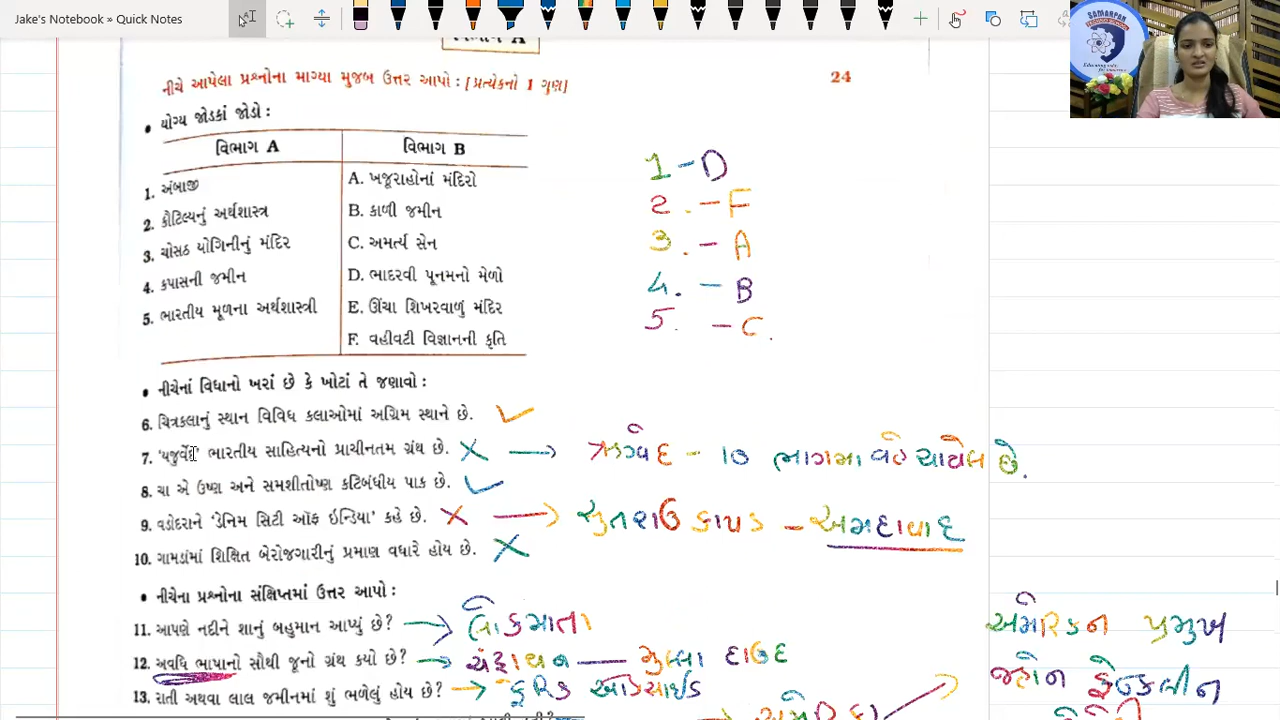 Jake's Notebook » Quick Notes
SAMARPAN
વિભાગ A
નીચે આપેલા પ્રશ્નોના માગ્યા મુજબ ઉત્તર આપો : [પ્રત્યેકનો 1 ગુણ]
24
• યોગ્ય જોડકાં જોડો :
વિભાગ A વિભાગ B
1. અંબાજી A. ખજૂરાહોનાં મંદિરો
2. કૌટિલ્યનું અર્થશાસ્ત્ર B. કાળી જમીન
3. ચોસઠ યોગિનીનું મંદિર C. અમર્ત્ય સેન
4. કપાસની જમીન D. ભાદરવી પૂનમનો મેળો
5. ભારતીય મૂળના અર્થશાસ્ત્રી E. ઊંચા શિખરવાળું મંદિર
F. વહીવટી વિજ્ઞાનની કૃતિ
1 - D
2. - F
3. - A
4. - B
5. - C.
• નીચેનાં વિધાનો ખરાં છે કે ખોટાં તે જણાવો :
6. ચિત્રકલાનું સ્થાન વિવિધ કલાઓમાં અગ્રિમ સ્થાને છે.
7. 'યજુર્વેદ' ભારતીય સાહિત્યનો પ્રાચીનતમ ગ્રંથ છે. ઋગ્વેદ - 10 ભાગમા વહેચાયેલ છે.
8. ચા એ ઉષ્ણ અને સમશીતોષ્ણ કટિબંધીય પાક છે.
9. વડોદરાને 'ડેનિમ સિટી ઑફ ઇન્ડિયા' કહે છે. સુતરાઉ કાપડ - અમદાવાદ
10. ગામડાંમાં શિક્ષિત બેરોજગારીનું પ્રમાણ વધારે હોય છે.
• નીચેના પ્રશ્નોના સંક્ષિપ્તમાં ઉત્તર આપો :
11. આપણે નદીને શાનું બહુમાન આપ્યું છે? લોકમાતા
12. અવધિ ભાષાનો સૌથી જૂનો ગ્રંથ કયો છે? ચંદ્રાયન — મુલ્લા દાઉદ
13. રાતી અથવા લાલ જમીનમાં શું ભળેલું હોય છે? ફેરિક ઓકસાઈડ
અમેરિકન પ્રમુખ
અમેરિકા